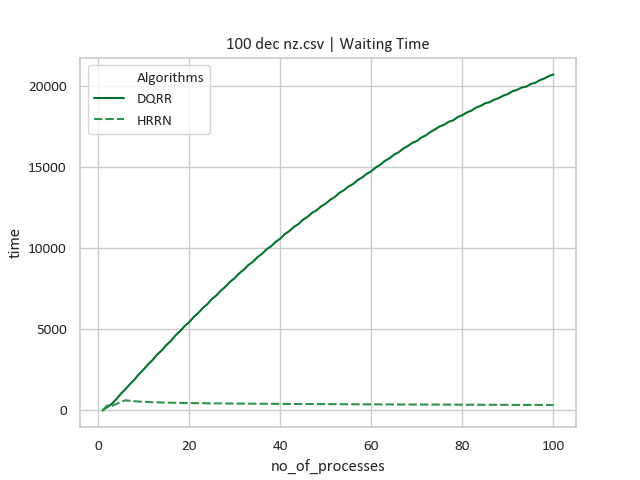 100 dec nz.csv | Waiting Time
Algorithms
DQRR
HRRN
20000
15000
10000
5000
0
time
0 20 40 60 80 100
no_of_processes